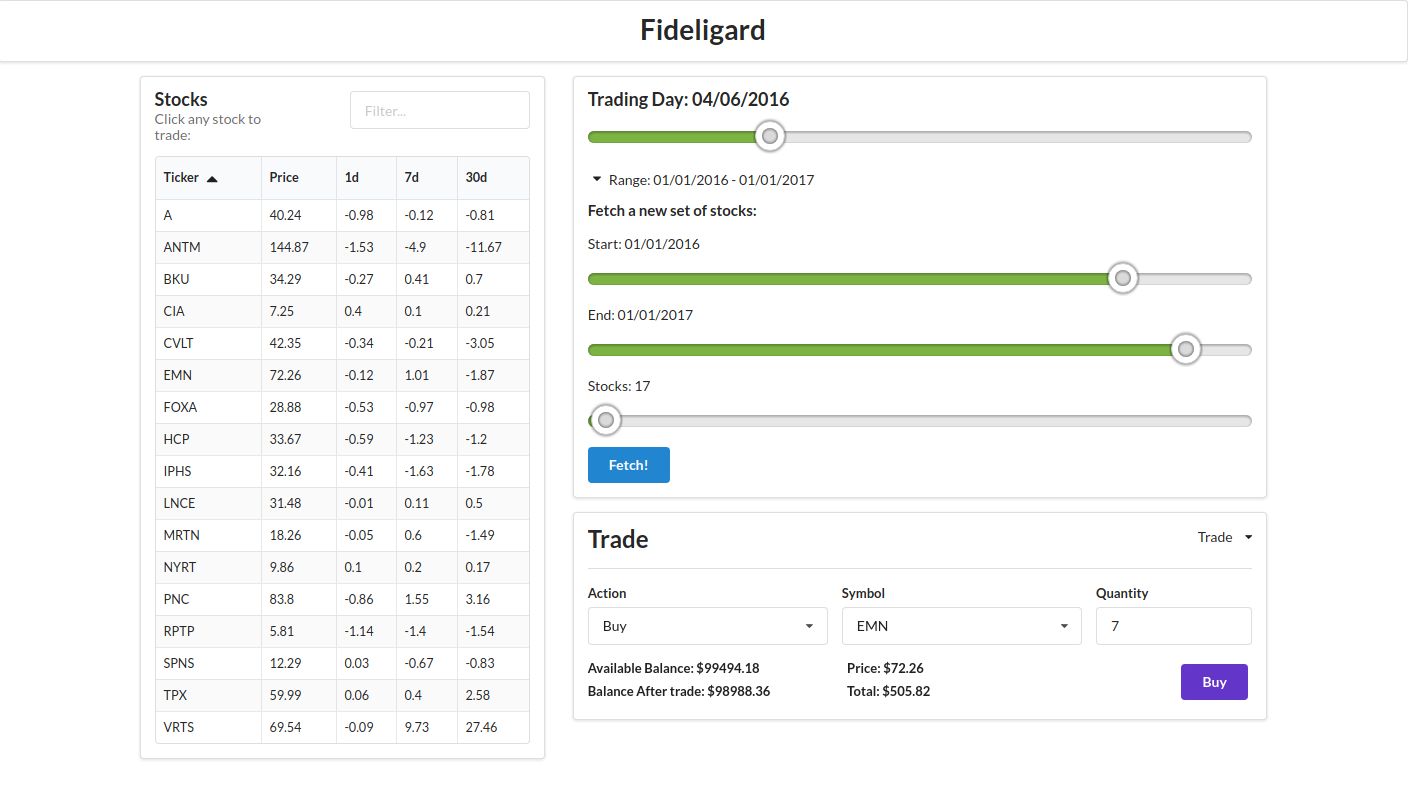 Fideligard
Stocks
Click any stock to
trade:
Filter...
Ticker Price 1d 7d 30d
A 40.24 -0.98 -0.12 -0.81
ANTM 144.87 -1.53 -4.9 -11.67
BKU 34.29 -0.27 0.41 0.7
CIA 7.25 0.4 0.1 0.21
CVLT 42.35 -0.34 -0.21 -3.05
EMN 72.26 -0.12 1.01 -1.87
FOXA 28.88 -0.53 -0.97 -0.98
HCP 33.67 -0.59 -1.23 -1.2
IPHS 32.16 -0.41 -1.63 -1.78
LNCE 31.48 -0.01 0.11 0.5
MRTN 18.26 -0.05 0.6 -1.49
NYRT 9.86 0.1 0.2 0.17
PNC 83.8 -0.86 1.55 3.16
RPTP 5.81 -1.14 -1.4 -1.54
SPNS 12.29 0.03 -0.67 -0.83
TPX 59.99 0.06 0.4 2.58
VRTS 69.54 -0.09 9.73 27.46
Trading Day: 04/06/2016
Range: 01/01/2016 - 01/01/2017
Fetch a new set of stocks:
Start: 01/01/2016
End: 01/01/2017
Stocks: 17
Fetch!
Trade Trade
Action Symbol Quantity
Buy EMN 7
Available Balance: $99494.18 Price: $72.26
Balance After trade: $98988.36 Total: $505.82
Buy